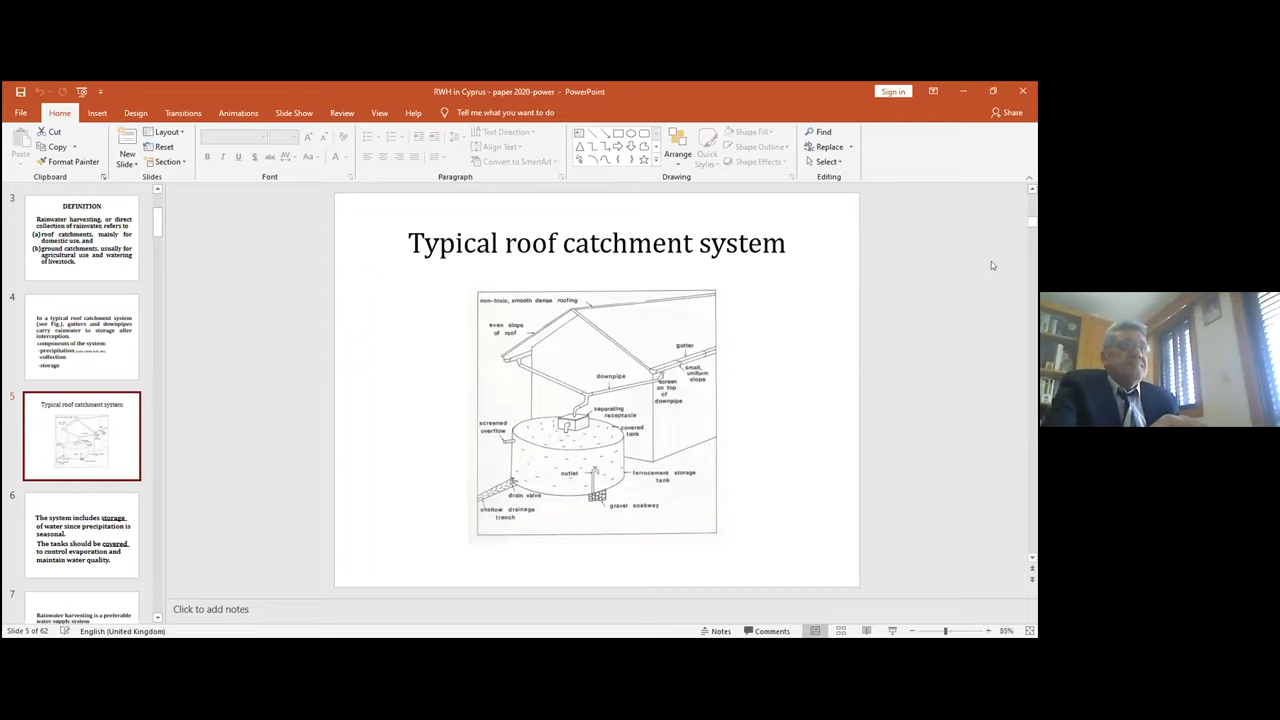 RWH in Cyprus - paper 2020-power - PowerPoint
Sign in
File Home Insert Design Transitions Animations Slide Show Review View Help Tell me what you want to do
Share
Paste
Cut
Copy
Format Painter
Clipboard
New
Slide
Layout
Reset
Section
Slides
Font
Text Direction
Align Text
Convert to SmartArt
Paragraph
Arrange
Quick
Styles
Shape Fill
Shape Outline
Shape Effects
Drawing
Find
Replace
Select
Editing
3
DEFINITION
Rainwater harvesting, or direct
collection of rainwater, refers to
(a) roof catchments, mainly for
domestic use, and
(b) ground catchments, usually for
agricultural use and watering
of livestock.
4
In a typical roof catchment system
(see Fig.), gutters and downpipes
carry rainwater to storage after
interception.
components of the system:
-precipitation
-collection
-storage
5
Typical roof catchment system
6
The system includes storage
of water since precipitation is
seasonal.
The tanks should be covered
to control evaporation and
maintain water quality.
7
Rainwater harvesting is a preferable
water supply system
Typical roof catchment system
non-toxic, smooth dense roofing
even slope
of roof
gutter
small,
uniform
slope
downpipe
screen
on top
of
downpipe
separating
receptacle
screened
overflow
covered
tank
outlet
ferrocement storage
tank
drain valve
shallow drainage
trench
gravel soakway
Click to add notes
Slide 5 of 62
English (United Kingdom)
Notes
Comments
85%